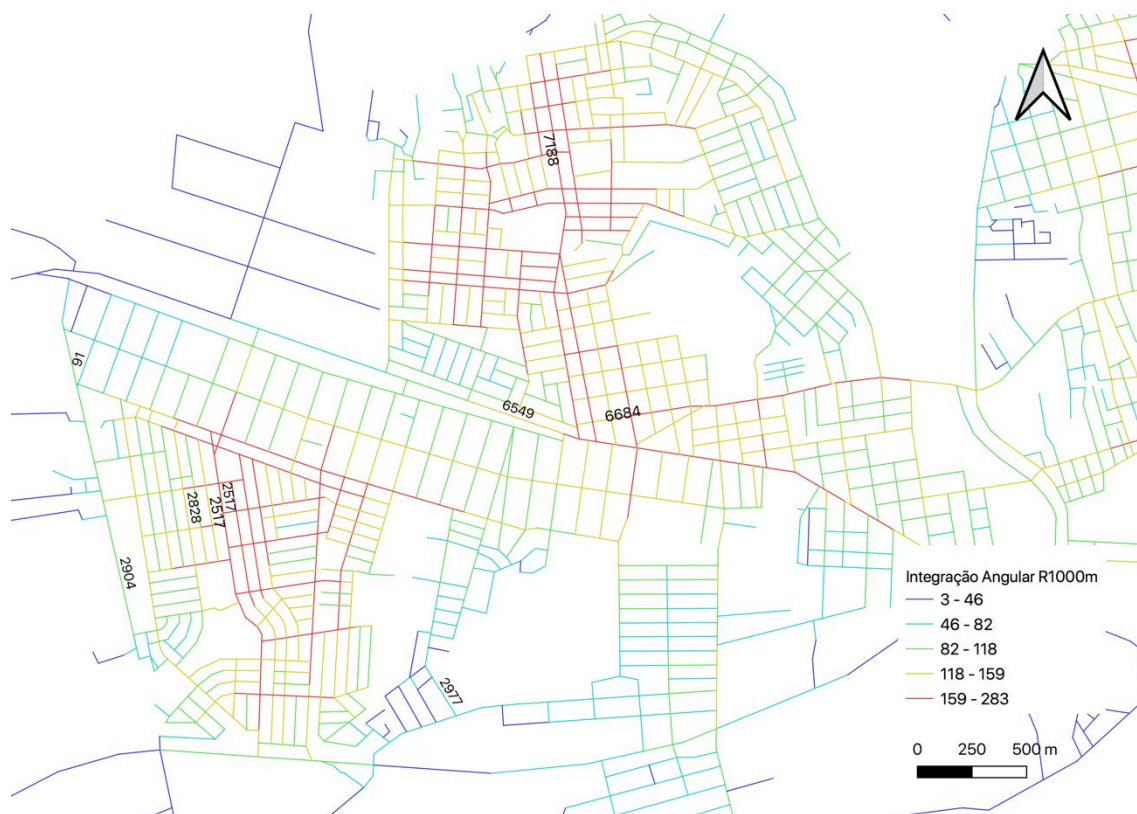 7188
91
6549
6684
2517
2517
2828
2904
2977
Integração Angular R1000m
3 - 46
46 - 82
82 - 118
118 - 159
159 - 283
0 250 500 m